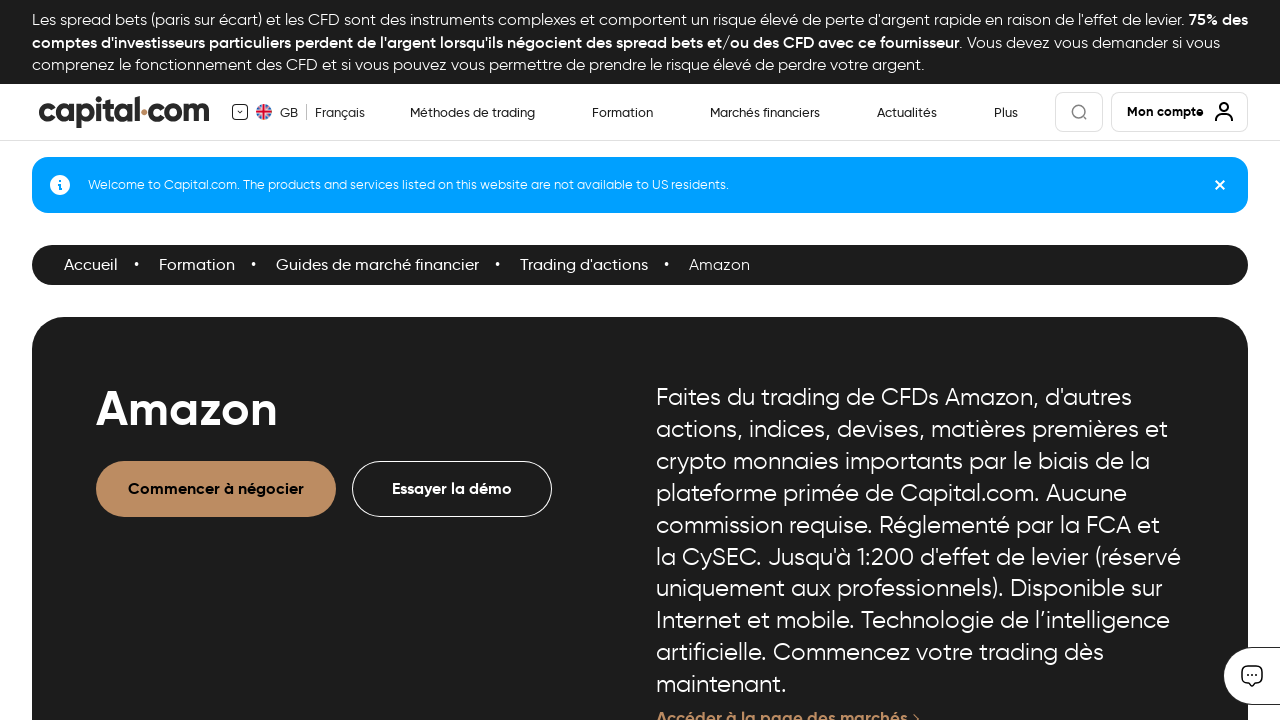 Les spread bets (paris sur écart) et les CFD sont des instruments complexes et comportent un risque élevé de perte d'argent rapide en raison de l'effet de levier. 75% des
comptes d'investisseurs particuliers perdent de l'argent lorsqu'ils négocient des spread bets et/ou des CFD avec ce fournisseur. Vous devez vous demander si vous
comprenez le fonctionnement des CFD et si vous pouvez vous permettre de prendre le risque élevé de perdre votre argent.
capital.com GB Français Méthodes de trading Formation Marchés financiers Actualités Plus Mon compte
Welcome to Capital.com. The products and services listed on this website are not available to US residents.
Accueil • Formation • Guides de marché financier • Trading d'actions • Amazon
Amazon
Commencer à négocier Essayer la démo
Faites du trading de CFDs Amazon, d'autres
actions, indices, devises, matières premières et
crypto monnaies importants par le biais de la
plateforme primée de Capital.com. Aucune
commission requise. Réglementé par la FCA et
la CySEC. Jusqu'à 1:200 d'effet de levier (réservé
uniquement aux professionnels). Disponible sur
Internet et mobile. Technologie de l’intelligence
artificielle. Commencez votre trading dès
maintenant.
Accéder à la page des marchés